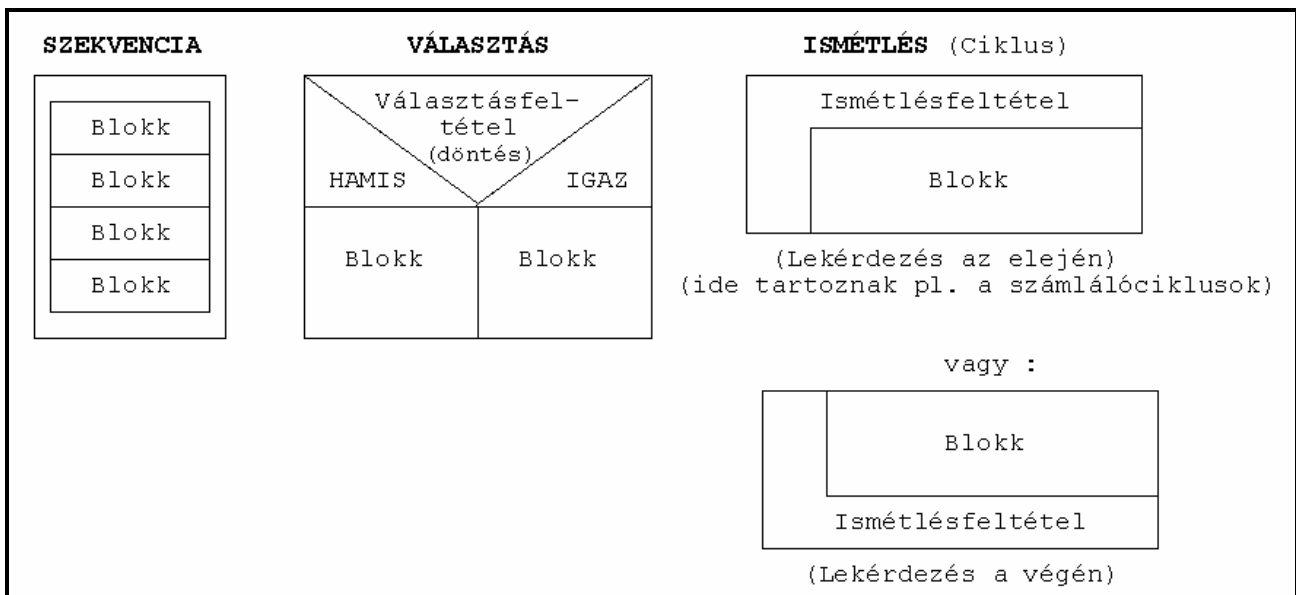 SZEKVENCIA
Blokk
Blokk
Blokk
Blokk
VÁLASZTÁS
Választásfel-
tétel
(döntés)
HAMIS IGAZ
Blokk Blokk
ISMÉTLÉS (Ciklus)
Ismétlésfeltétel
Blokk
(Lekérdezés az elején)
(ide tartoznak pl. a számlálóciklusok)
vagy :
Blokk
Ismétlésfeltétel
(Lekérdezés a végén)